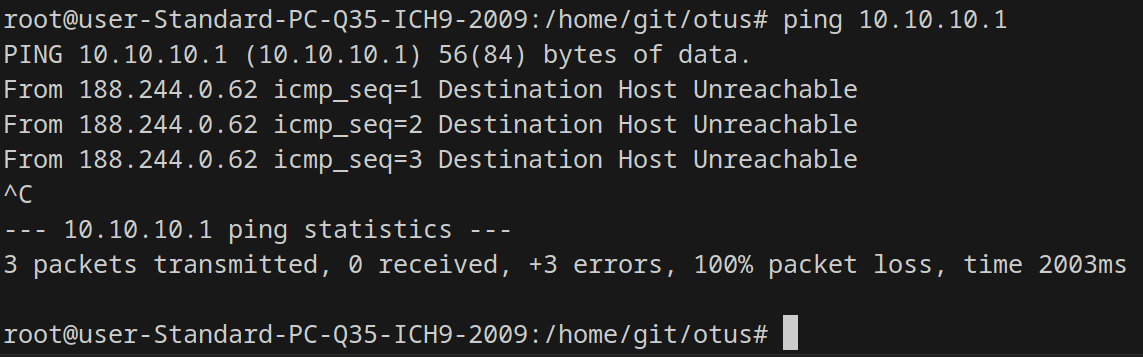 root@user-Standard-PC-Q35-ICH9-2009:/home/git/otus# ping 10.10.10.1
PING 10.10.10.1 (10.10.10.1) 56(84) bytes of data.
From 188.244.0.62 icmp_seq=1 Destination Host Unreachable
From 188.244.0.62 icmp_seq=2 Destination Host Unreachable
From 188.244.0.62 icmp_seq=3 Destination Host Unreachable
^C
--- 10.10.10.1 ping statistics ---
3 packets transmitted, 0 received, +3 errors, 100% packet loss, time 2003ms
root@user-Standard-PC-Q35-ICH9-2009:/home/git/otus#